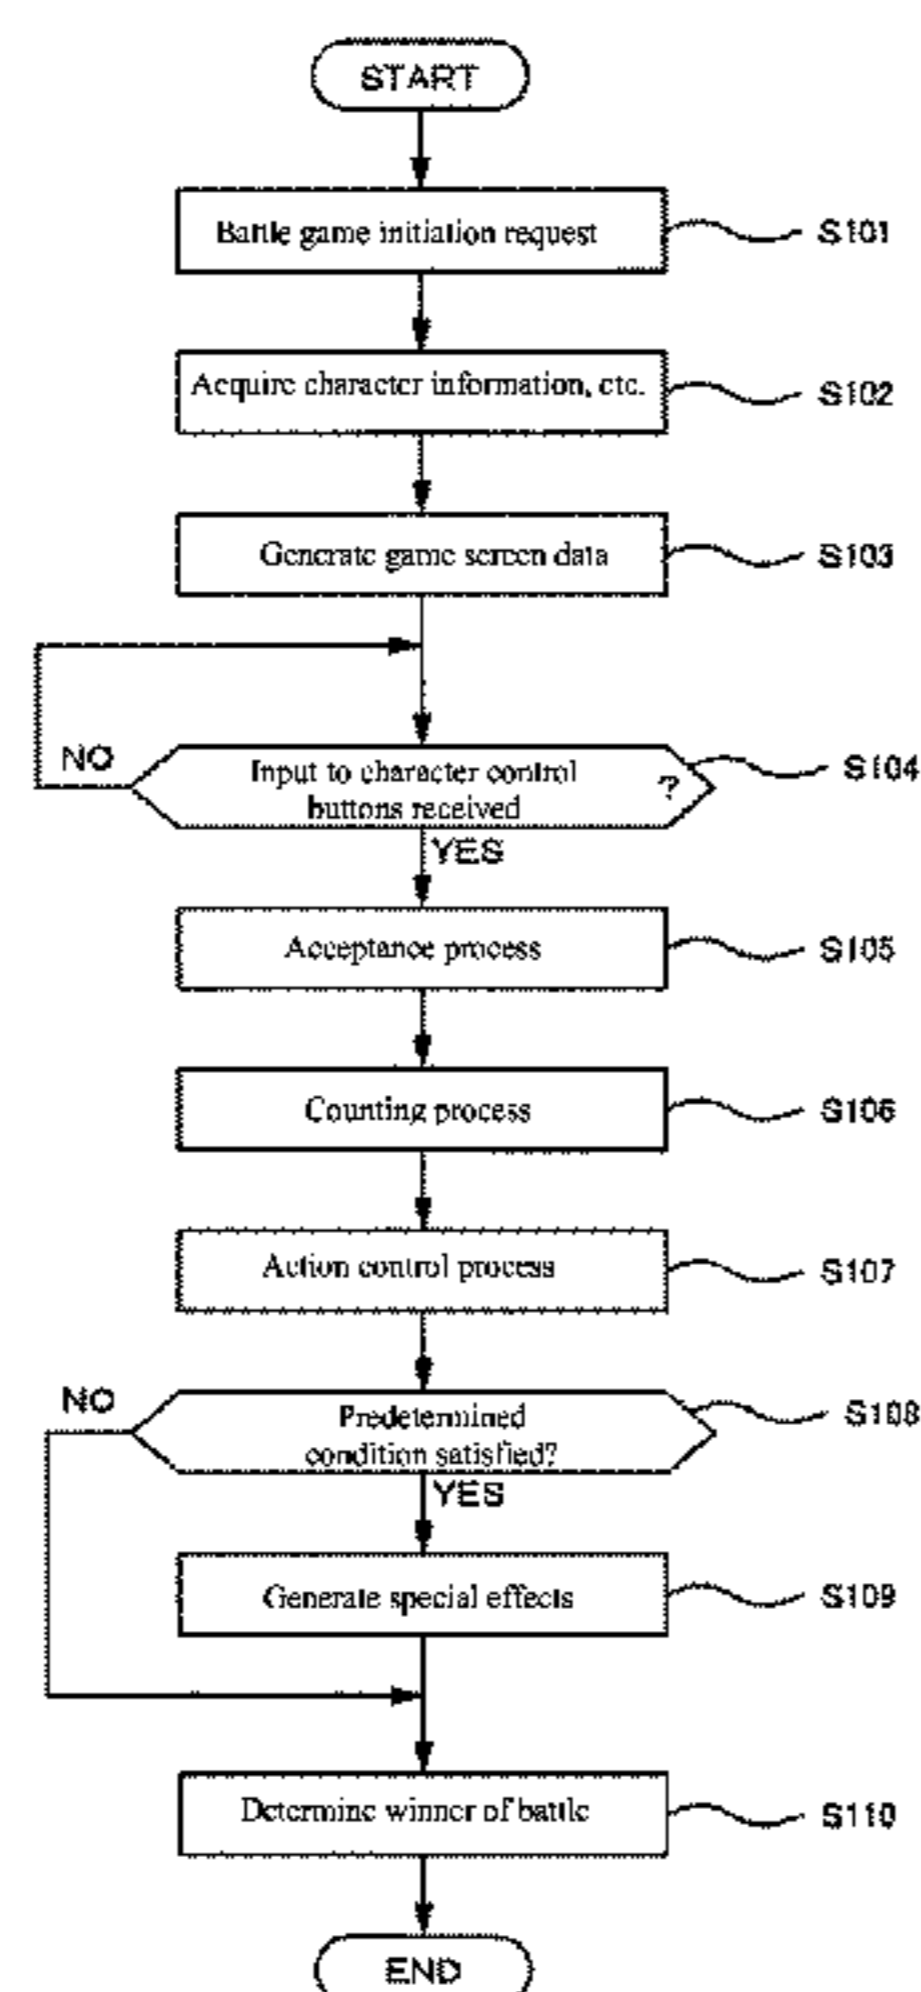 START
Battle game initiation request
S101
Acquire character information, etc.
S102
Generate game screen data
S103
NO
Input to character control
buttons received
?
S104
YES
Acceptance process
S105
Counting process
S106
Action control process
S107
NO
Predetermined
condition satisfied?
S108
YES
Generate special effects
S109
Determine winner of battle
S110
END